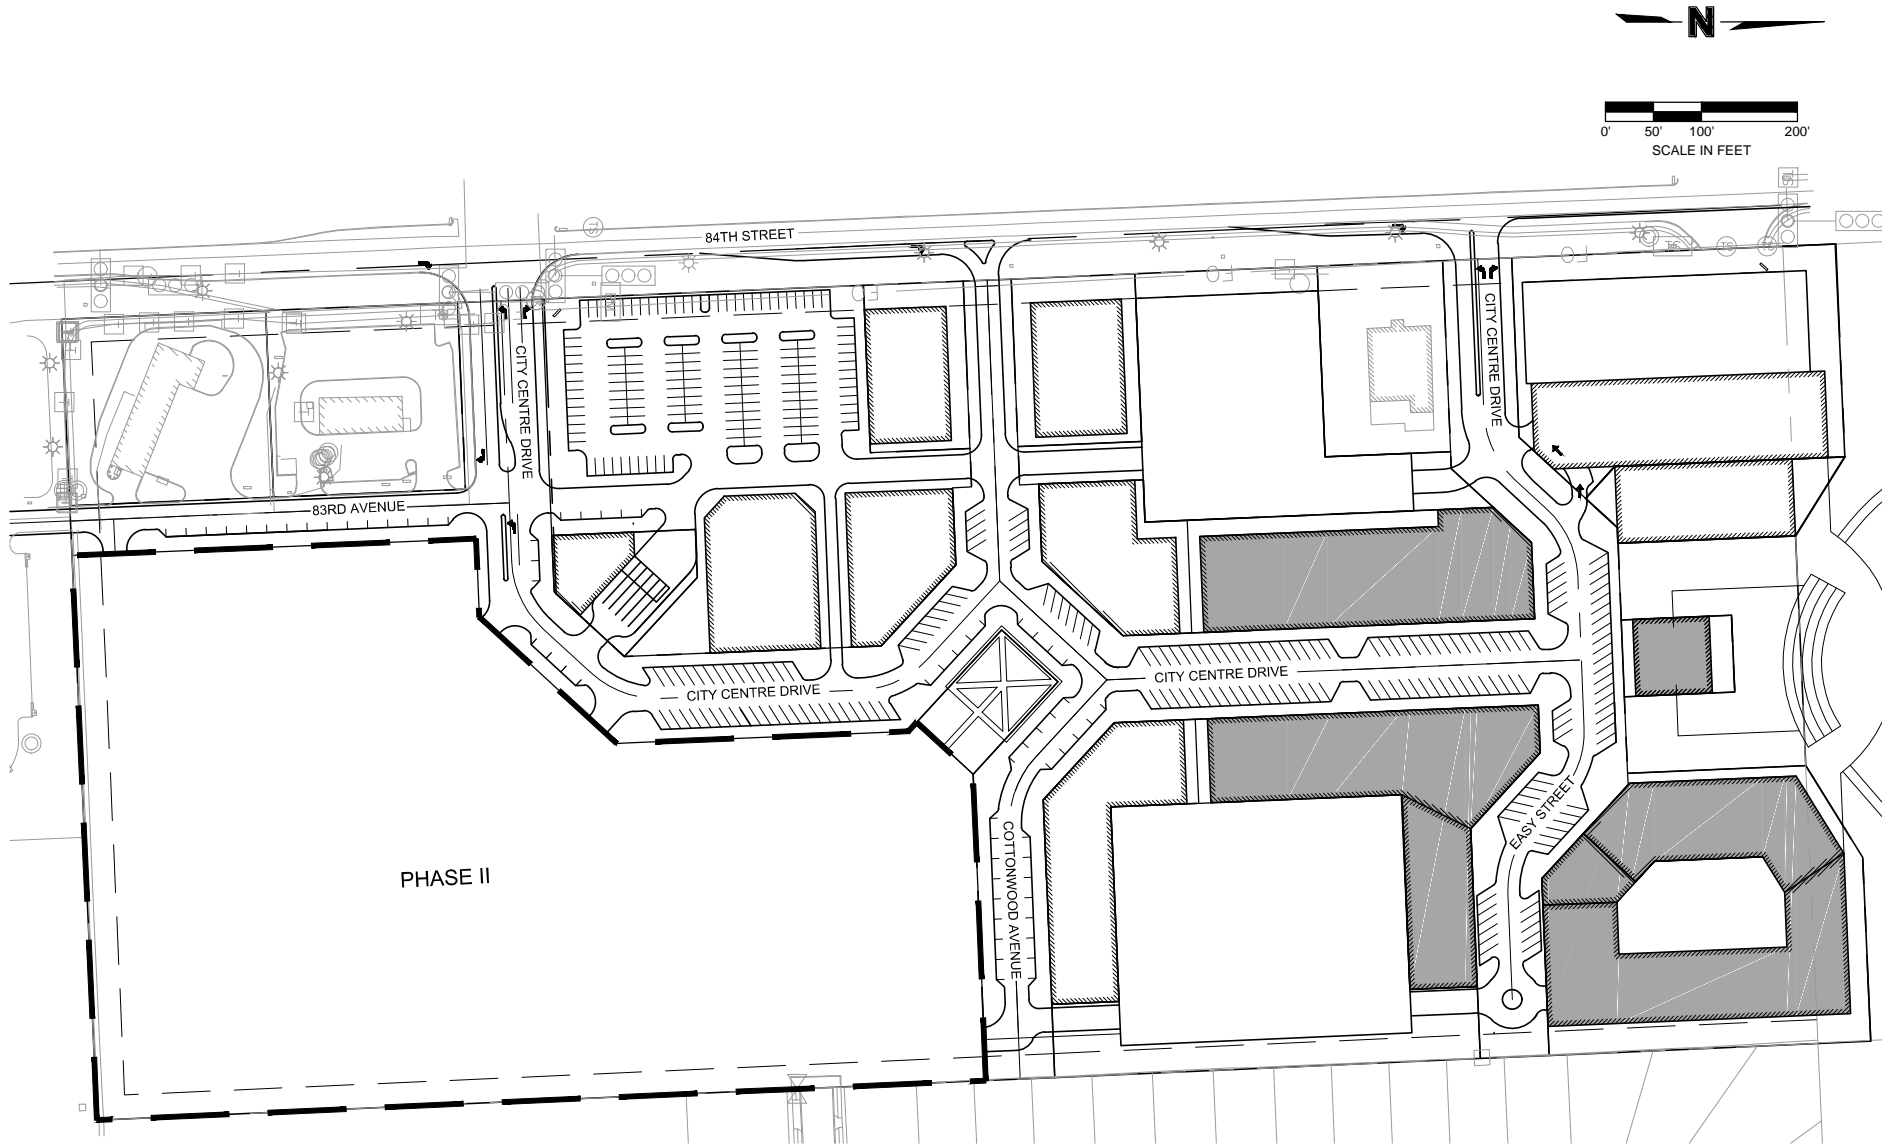 N
0' 50' 100' 200'
SCALE IN FEET
84TH STREET
CITY CENTRE DRIVE
CITY CENTRE DRIVE
83RD AVENUE
CITY CENTRE DRIVE
CITY CENTRE DRIVE
EASY STREET
COTTONWOOD AVENUE
PHASE II